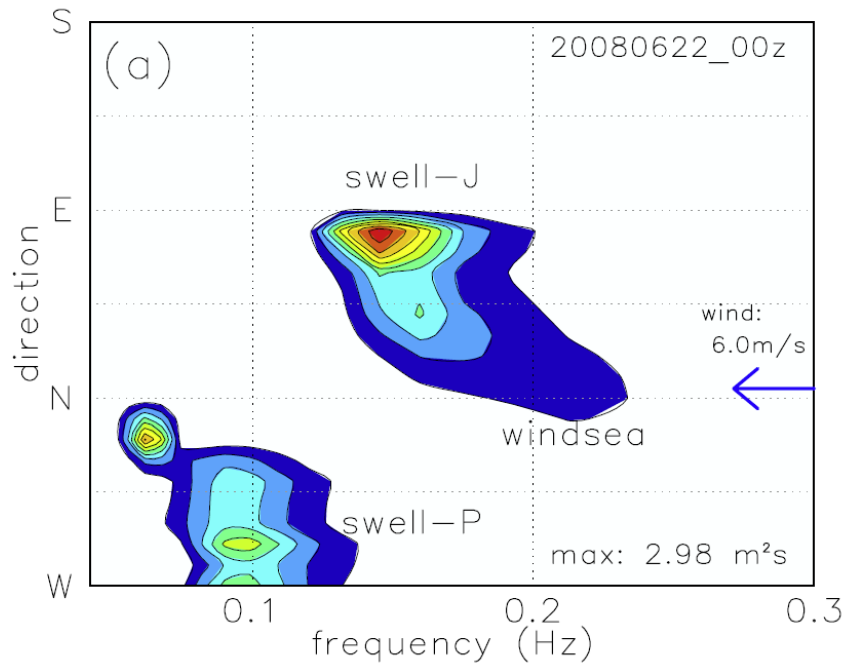 S
(a)
20080622_00z
swell-J
E
direction
wind:
6.0m/s
N
windsea
swell-P
max: 2.98 m²s
W
0.1
0.2
0.3
frequency (Hz)